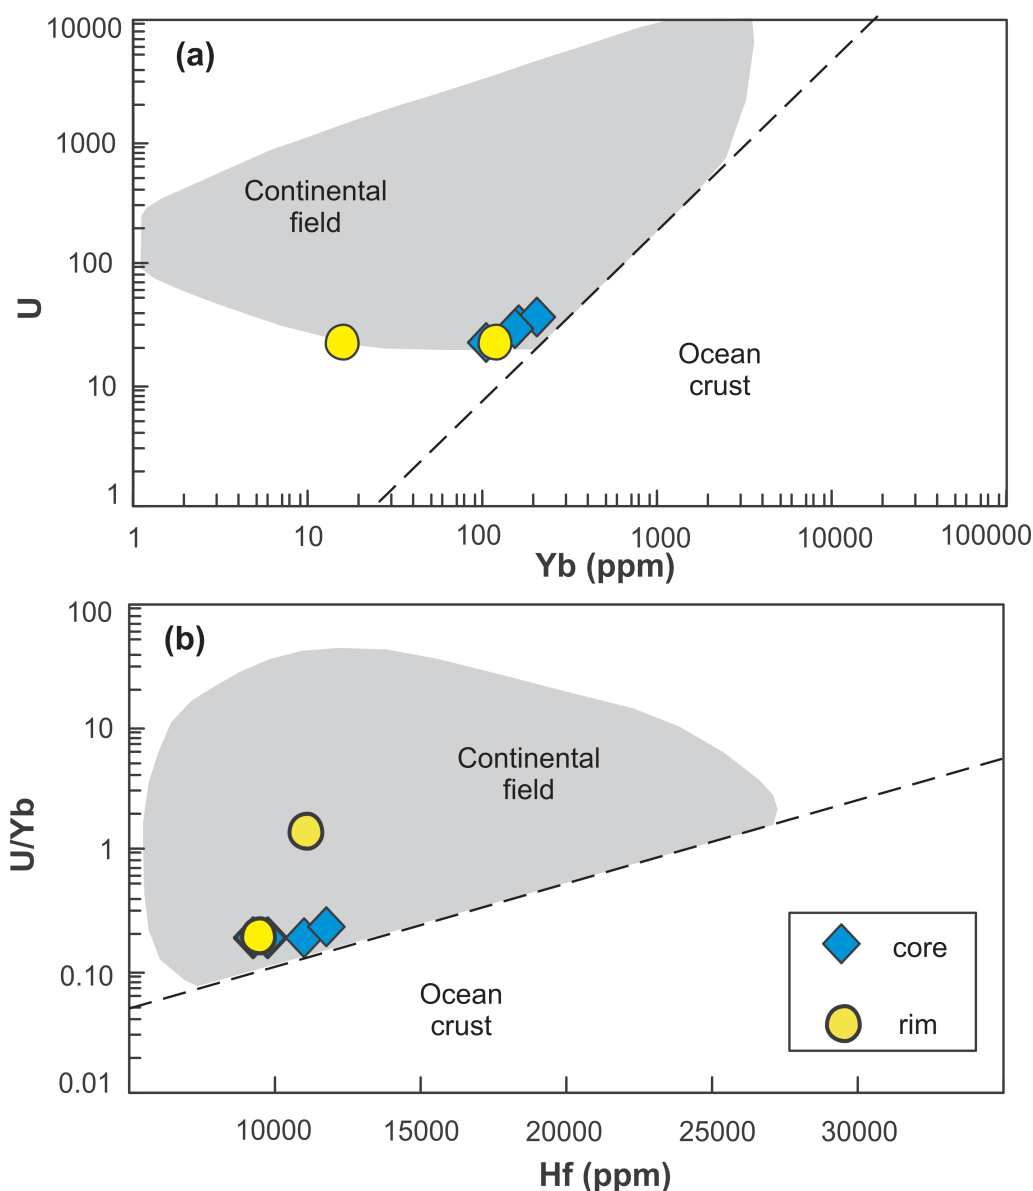 (a)
10000
1000
100
10
1
U
Continental
field
Ocean
crust
1 10 100 1000 10000 100000
Yb (ppm)
(b)
100
10
1
0.10
0.01
U/Yb
Continental
field
Ocean
crust
core
rim
10000 15000 20000 25000 30000
Hf (ppm)